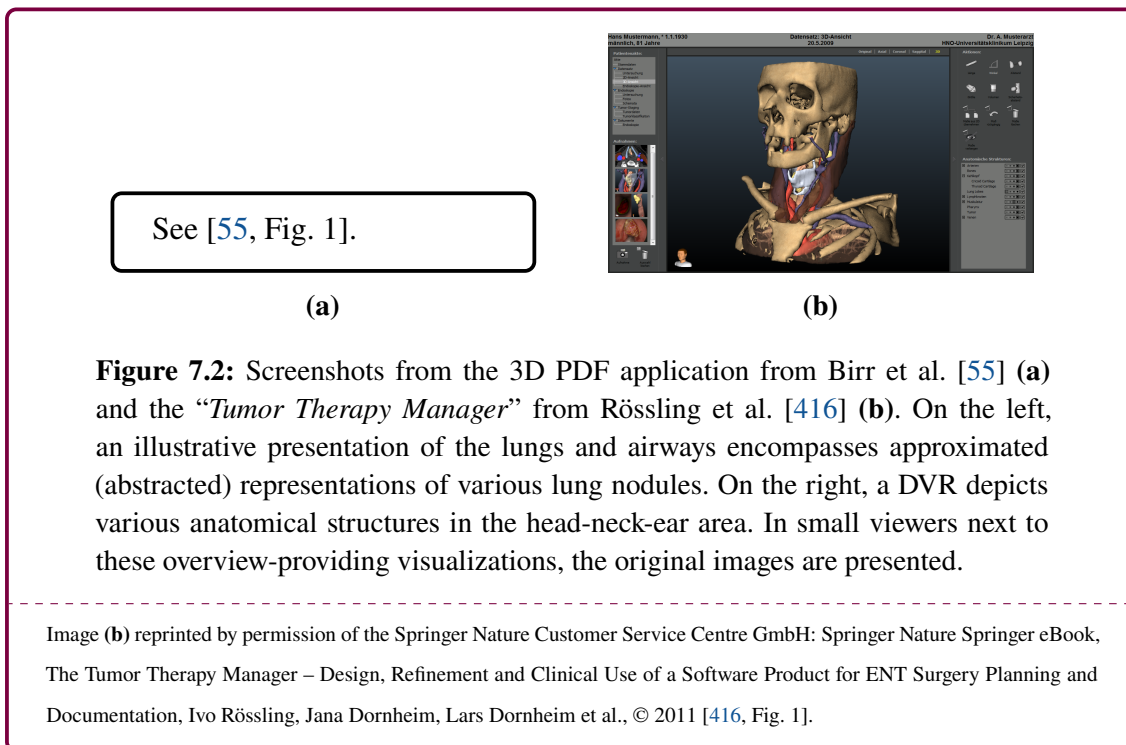 Hans Mustermann, * 1.1.1930
männlich, 81 Jahre
Datensatz: 3D-Ansicht
20.5.2009
Dr. A. Musterarzt
HNO-Universitätsklinikum Leipzig
See [55, Fig. 1].
(a)
(b)
Figure 7.2: Screenshots from the 3D PDF application from Birr et al. [55] (a)
and the “Tumor Therapy Manager” from Rössling et al. [416] (b). On the left,
an illustrative presentation of the lungs and airways encompasses approximated
(abstracted) representations of various lung nodules. On the right, a DVR depicts
various anatomical structures in the head-neck-ear area. In small viewers next to
these overview-providing visualizations, the original images are presented.
Image (b) reprinted by permission of the Springer Nature Customer Service Centre GmbH: Springer Nature Springer eBook,
The Tumor Therapy Manager – Design, Refinement and Clinical Use of a Software Product for ENT Surgery Planning and
Documentation, Ivo Rössling, Jana Dornheim, Lars Dornheim et al., © 2011 [416, Fig. 1].